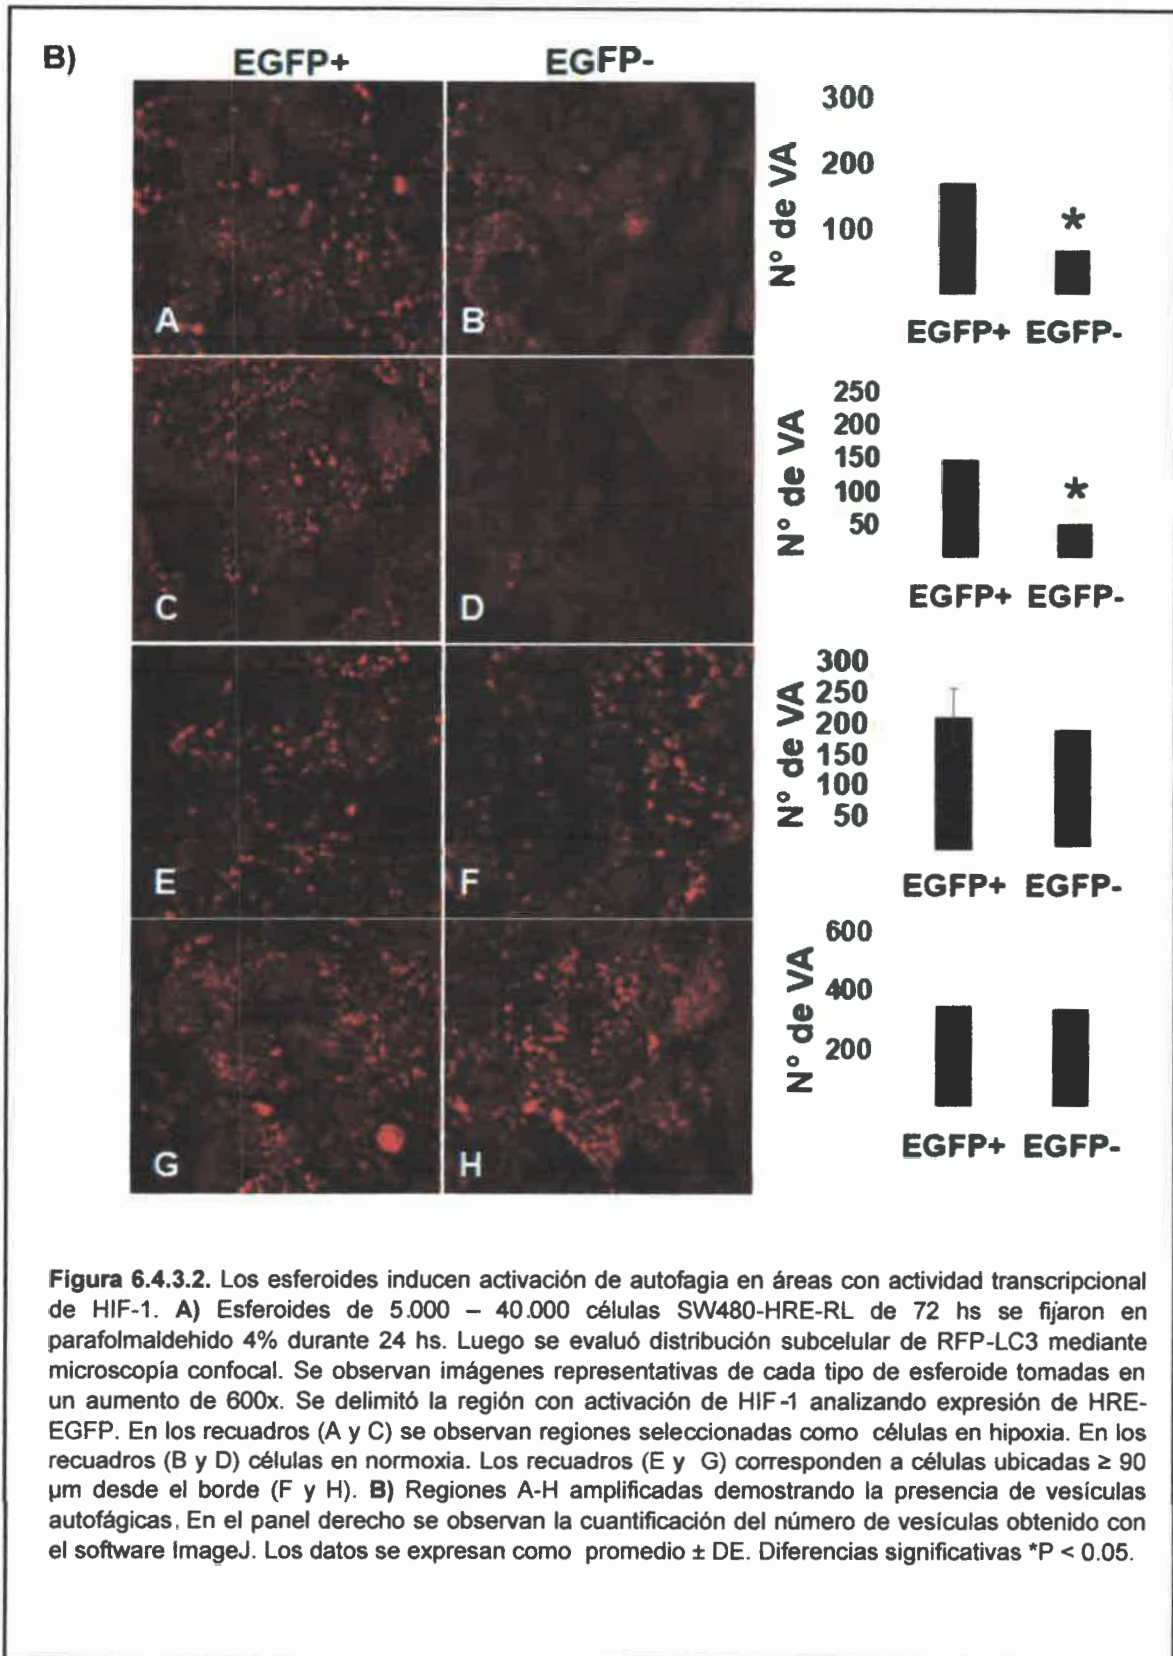 B)
EGFP+ EGFP-
A
B
C
D
E
F
G
H
N° de VA
300
200
100
*
EGFP+ EGFP-
N° de VA
250
200
150
100
50
*
EGFP+ EGFP-
N° de VA
300
250
200
150
100
50
EGFP+ EGFP-
N° de VA
600
400
200
EGFP+ EGFP-
Figura 6.4.3.2. Los esferoides inducen activación de autofagia en áreas con actividad transcripcional
de HIF-1. A) Esferoides de 5.000 – 40.000 células SW480-HRE-RL de 72 hs se fijaron en
parafolmaldehido 4% durante 24 hs. Luego se evaluó distribución subcelular de RFP-LC3 mediante
microscopía confocal. Se observan imágenes representativas de cada tipo de esferoide tomadas en
un aumento de 600x. Se delimitó la región con activación de HIF-1 analizando expresión de HRE-
EGFP. En los recuadros (A y C) se observan regiones seleccionadas como células en hipoxia. En los
recuadros (B y D) células en normoxia. Los recuadros (E y G) corresponden a células ubicadas ≥ 90
µm desde el borde (F y H). B) Regiones A-H amplificadas demostrando la presencia de vesículas
autofágicas. En el panel derecho se observan la cuantificación del número de vesículas obtenido con
el software ImageJ. Los datos se expresan como promedio ± DE. Diferencias significativas *P < 0.05.